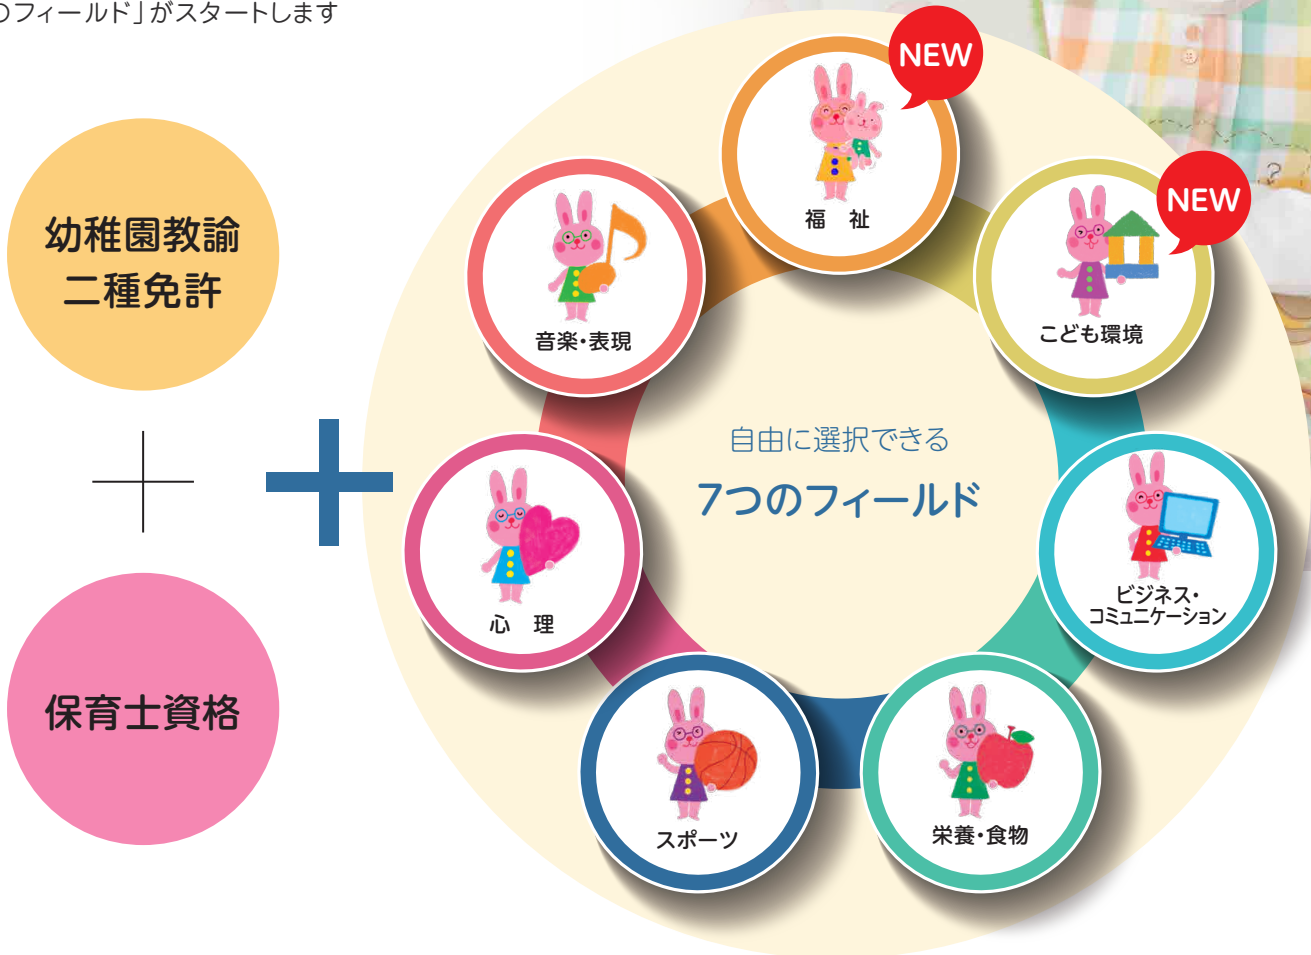 のフィールド」がスタートします
幼稚園教諭
二種免許
保育士資格
NEW
福　祉
NEW
こども環境
音楽・表現
自由に選択できる
7つのフィールド
ビジネス・
コミュニケーション
心　理
スポーツ
栄養・食物